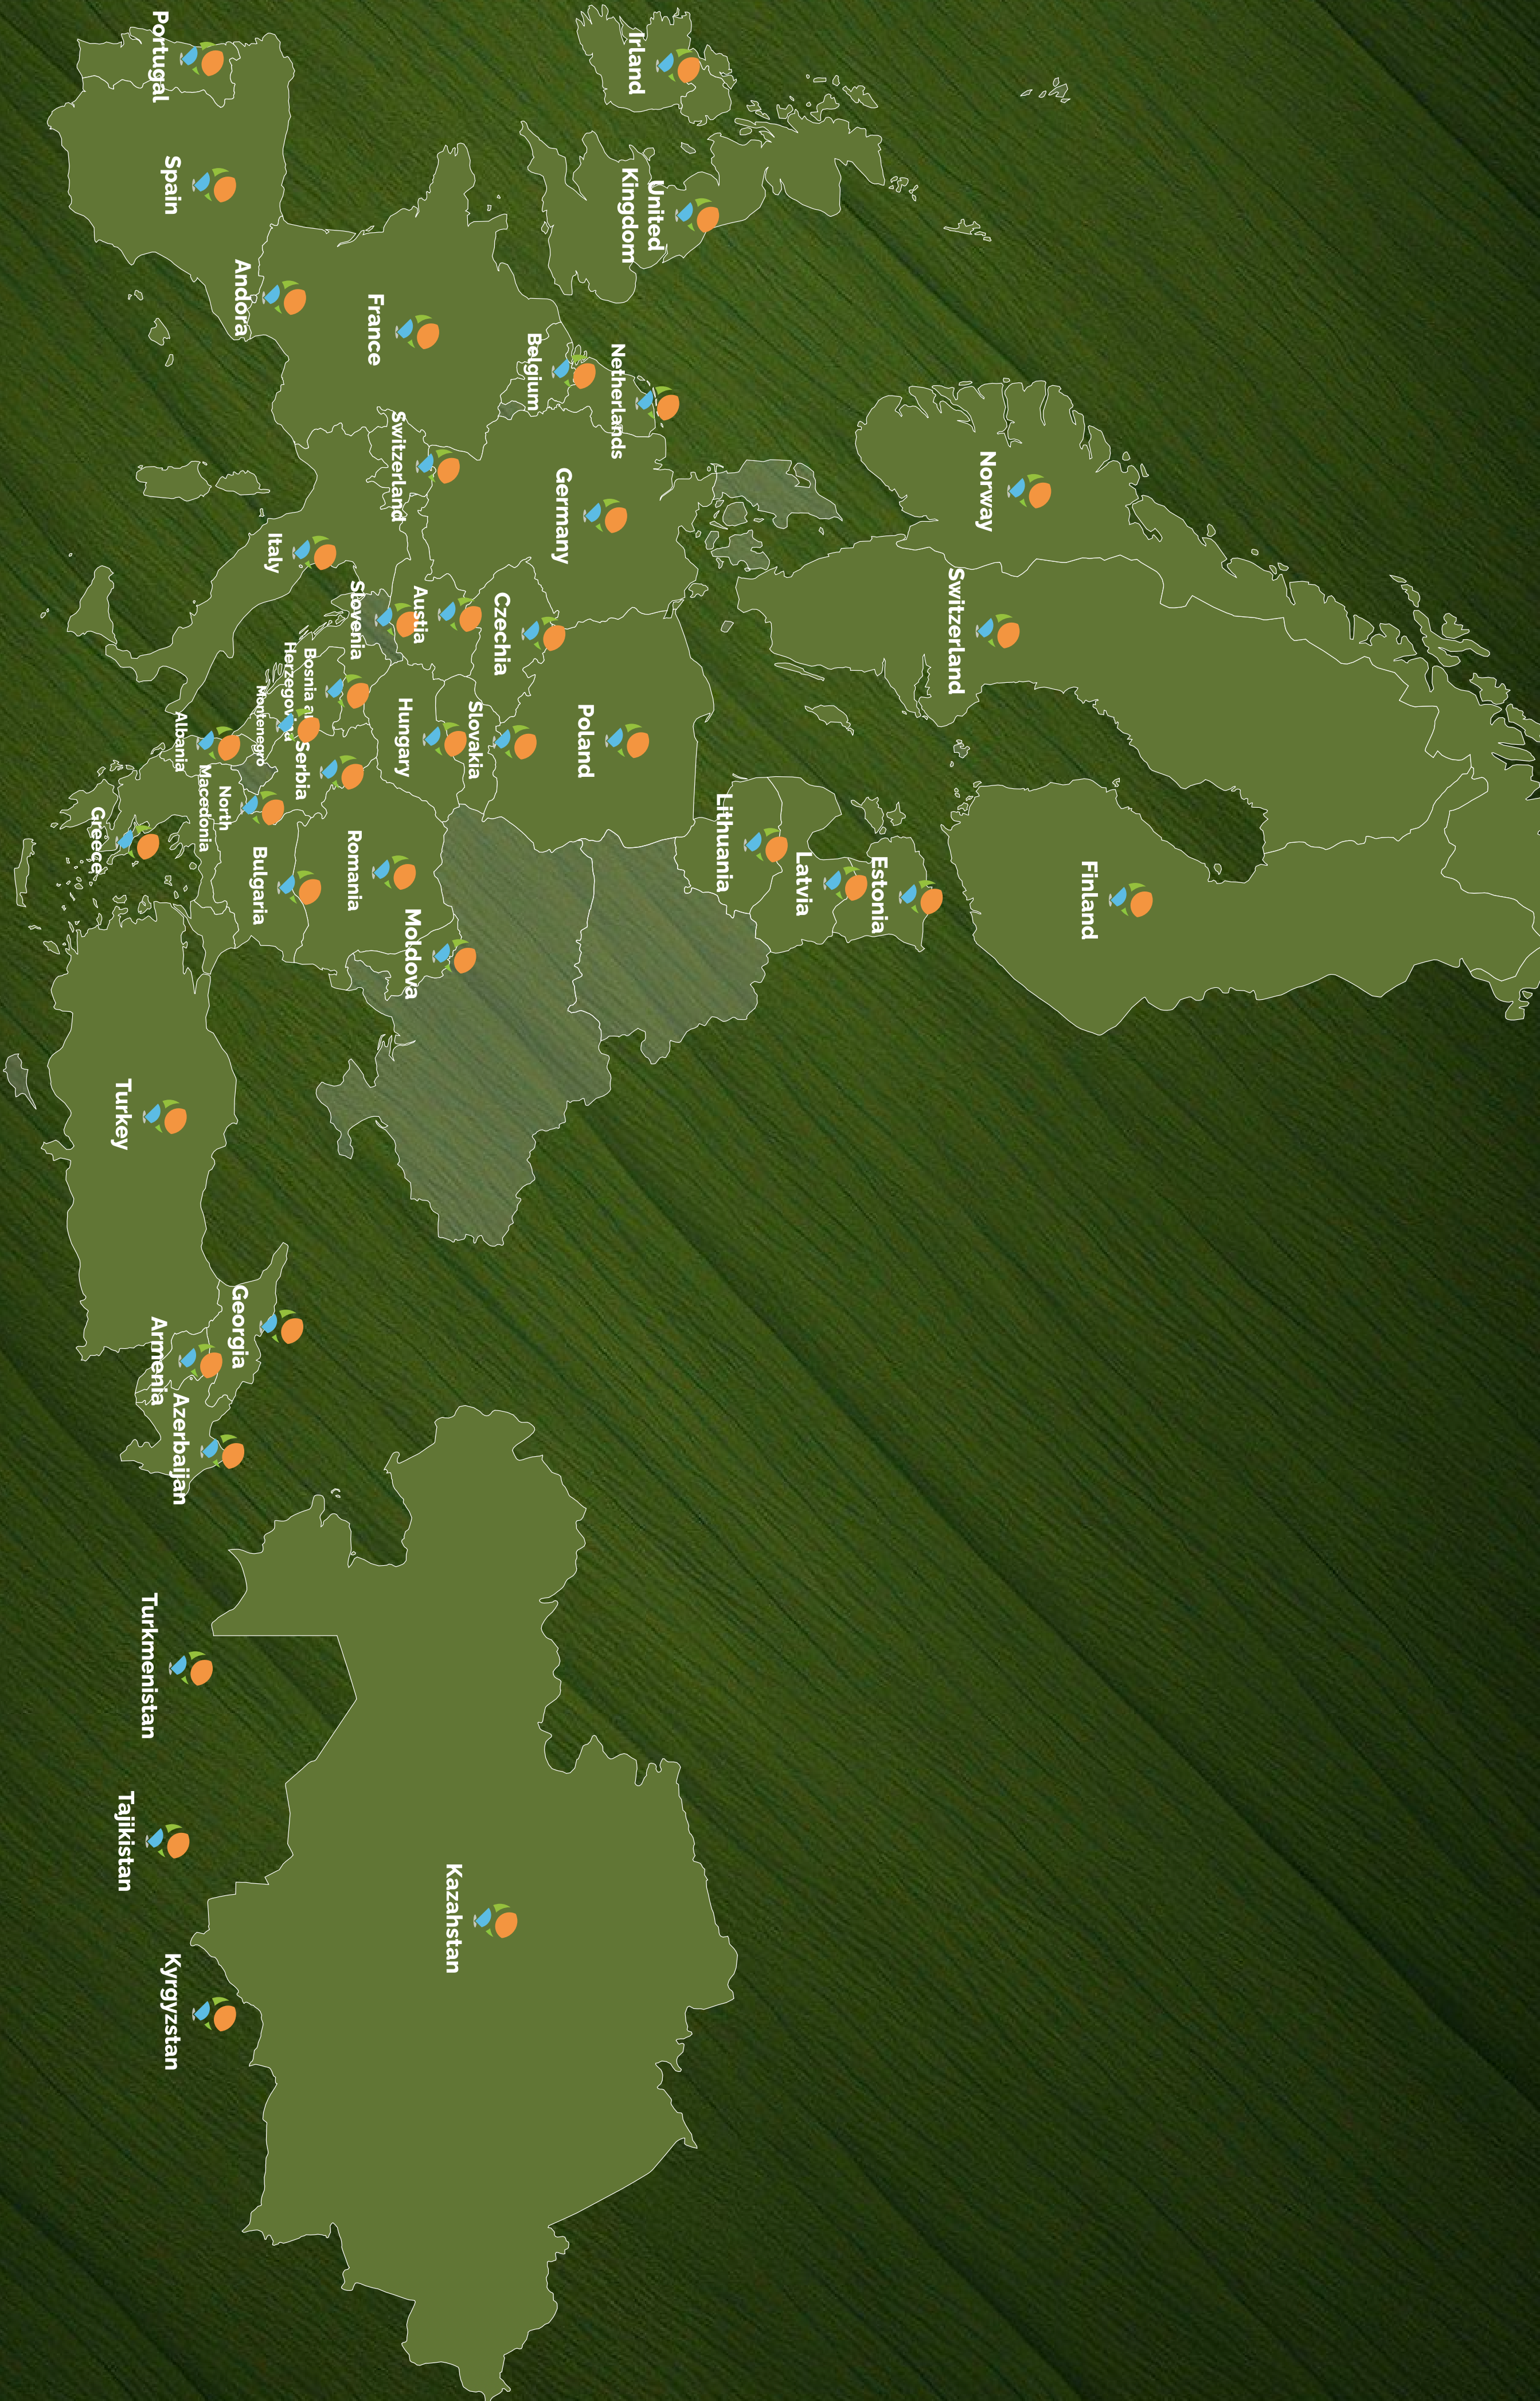 Finland
Norway
Switzerland
Estonia
Latvia
Lithuania
Irland
United
Kingdom
Netherlands
Poland
Germany
Belgium
Czechia
Slovakia
Kazahstan
Austia
Moldova
Hungary
Switzerland
France
Slovenia
Romania
Bosnia
Herzegovina
Serbia
Italy
Montenegro
Bulgaria
Andora
Georgia
North
Macedonia
Albania
Azerbaijan
Spain
Kyrgyzstan
Portugal
Armenia
Turkmenistan
Tajikistan
Turkey
Greece